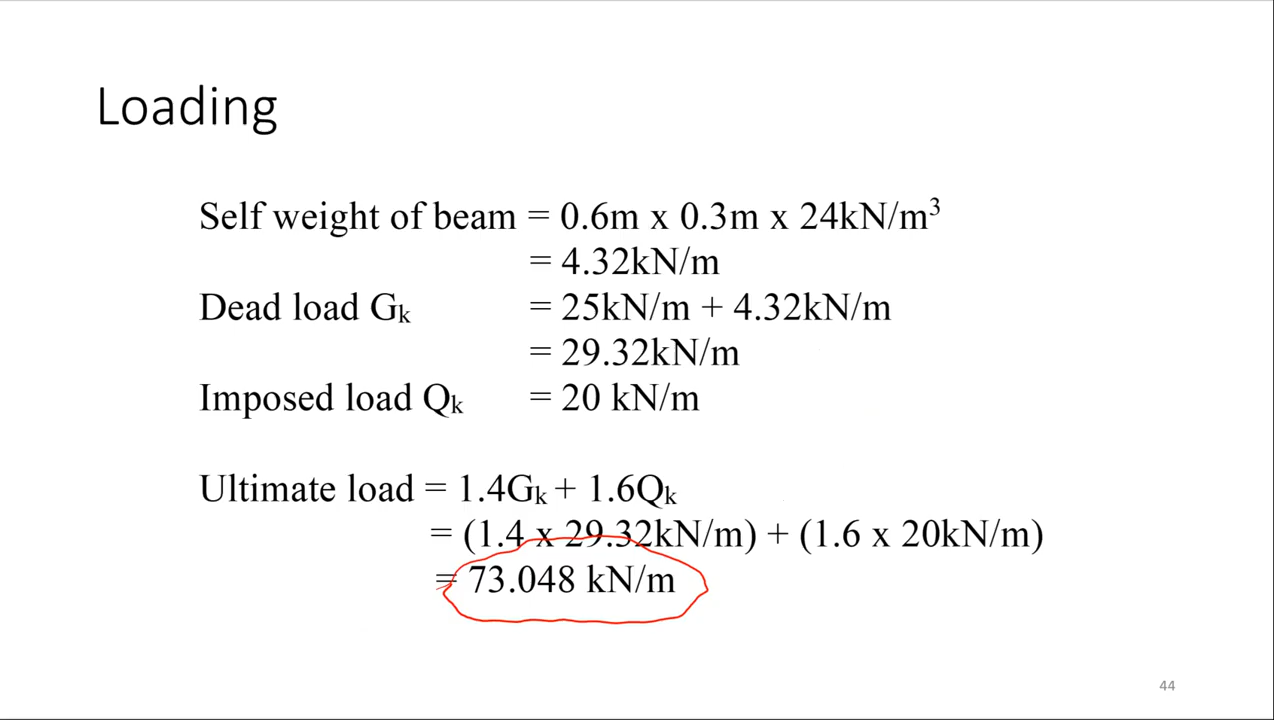 Loading
Self weight of beam = 0.6m x 0.3m x 24kN/m³
= 4.32kN/m
Dead load Gₖ = 25kN/m + 4.32kN/m
= 29.32kN/m
Imposed load Qₖ = 20 kN/m
Ultimate load = 1.4Gₖ + 1.6Qₖ
= (1.4 x 29.32kN/m) + (1.6 x 20kN/m)
= 73.048 kN/m
44